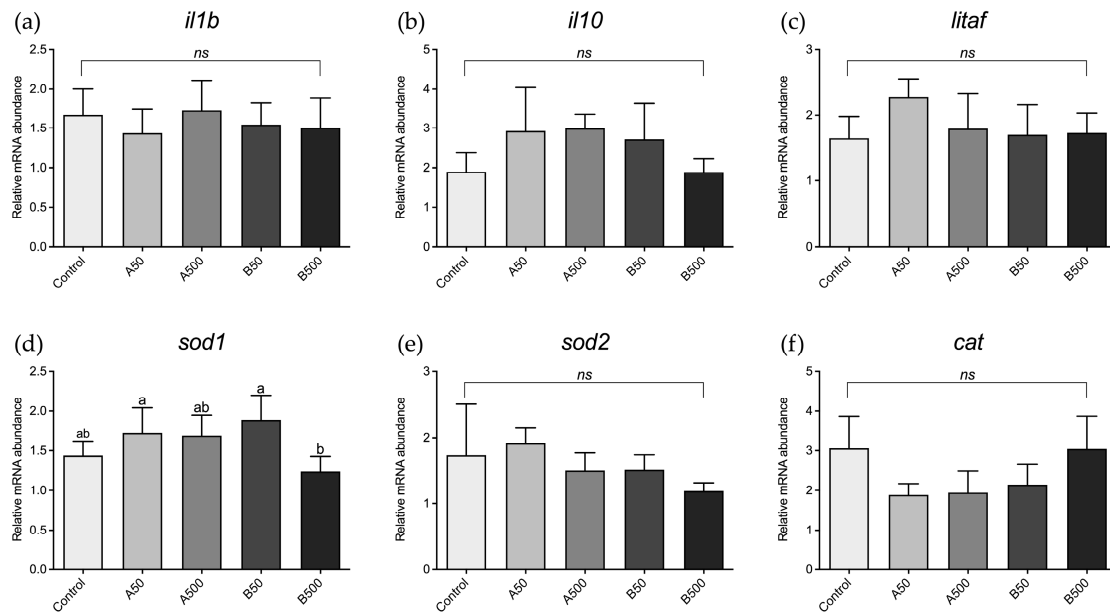 (a) il1b
ns
Relative mRNA abundance
2.5
2.0
1.5
1.0
0.5
0.0
Control A50 A500 B50 B500
(b) il10
ns
Relative mRNA abundance
5
4
3
2
1
0
Control A50 A500 B50 B500
(c) litaf
ns
Relative mRNA abundance
3
2
1
0
Control A50 A500 B50 B500
(d) sod1
Relative mRNA abundance
2.5
2.0
1.5
1.0
0.5
0.0
ab a ab a b
Control A50 A500 B50 B500
(e) sod2
ns
Relative mRNA abundance
3
2
1
0
Control A50 A500 B50 B500
(f) cat
ns
Relative mRNA abundance
5
4
3
2
1
0
Control A50 A500 B50 B500